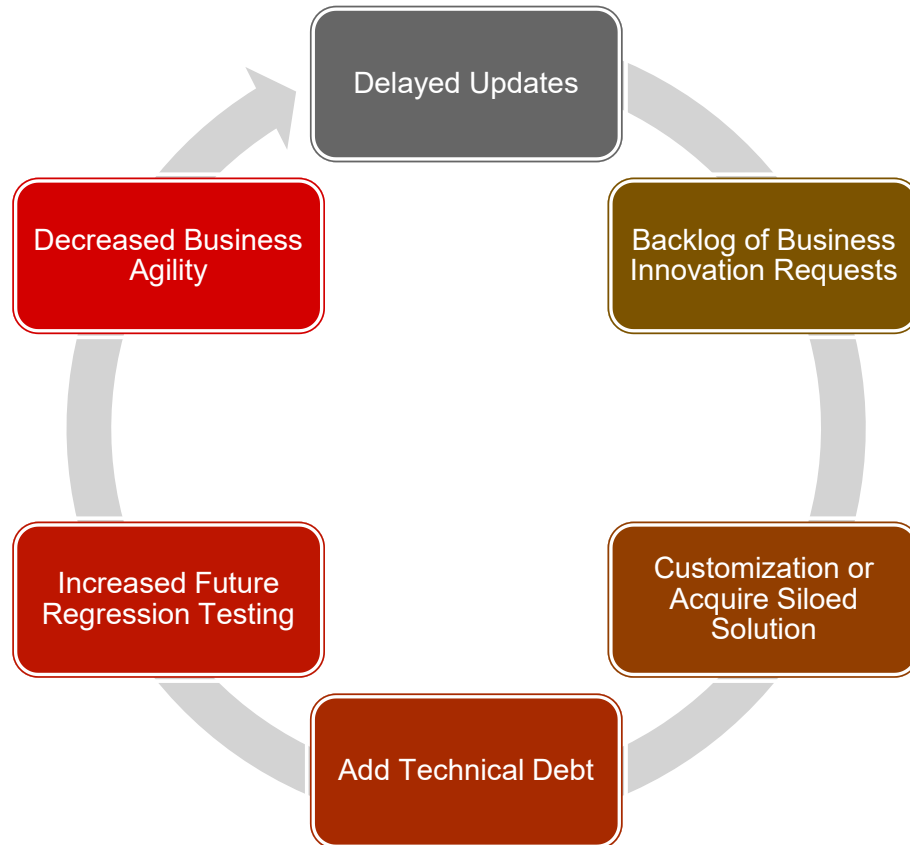 Delayed Updates
Backlog of Business
Innovation Requests
Customization or
Acquire Siloed
Solution
Add Technical Debt
Increased Future
Regression Testing
Decreased Business
Agility